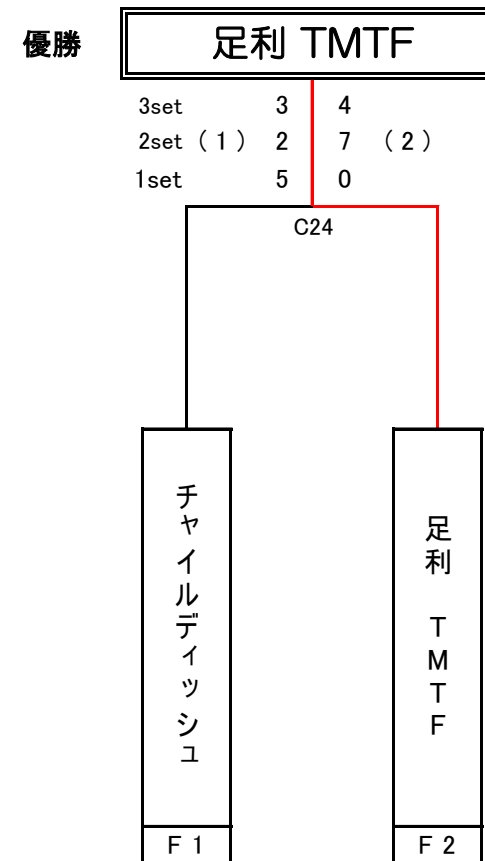 優勝
足利 TMTF
3set 3 4
2set (1) 2 7 (2)
1set 5 0
C24
チャイルディッシュ
足利 TMTF
F1
F2